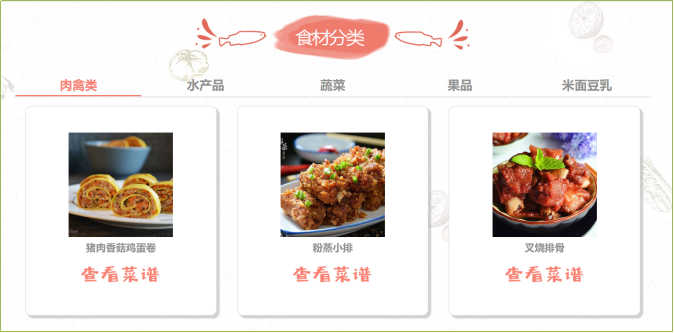 食材分类
肉禽类 水产品 蔬菜 果品 米面豆乳
猪肉香菇鸡蛋卷 粉蒸小排 叉烧排骨
查看菜谱 查看菜谱 查看菜谱